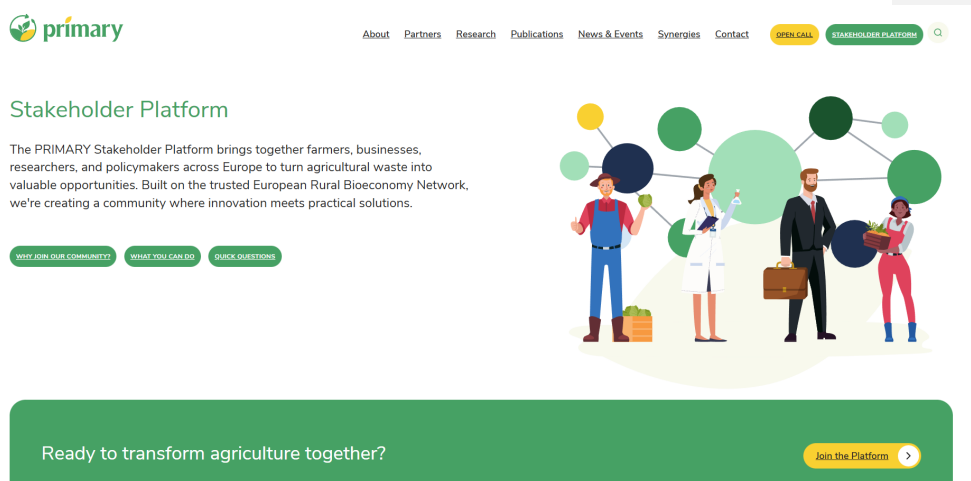 primary
About Partners Research Publications News & Events Synergies Contact OPEN CALL STAKEHOLDER PLATFORM
Stakeholder Platform
The PRIMARY Stakeholder Platform brings together farmers, businesses,
researchers, and policymakers across Europe to turn agricultural waste into
valuable opportunities. Built on the trusted European Rural Bioeconomy Network,
we're creating a community where innovation meets practical solutions.
WHY JOIN OUR COMMUNITY? WHAT YOU CAN DO QUICK QUESTIONS
Ready to transform agriculture together?
Join the Platform